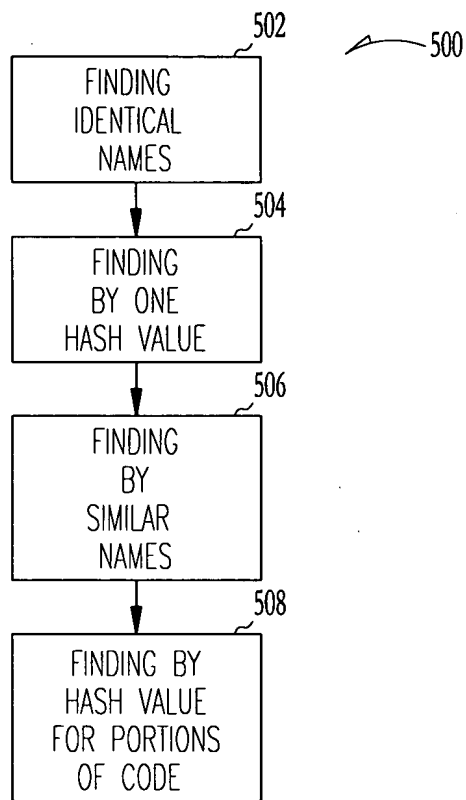 502
500
FINDING
IDENTICAL
NAMES
504
FINDING
BY ONE
HASH VALUE
506
FINDING
BY
SIMILAR
NAMES
508
FINDING BY
HASH VALUE
FOR PORTIONS
OF CODE